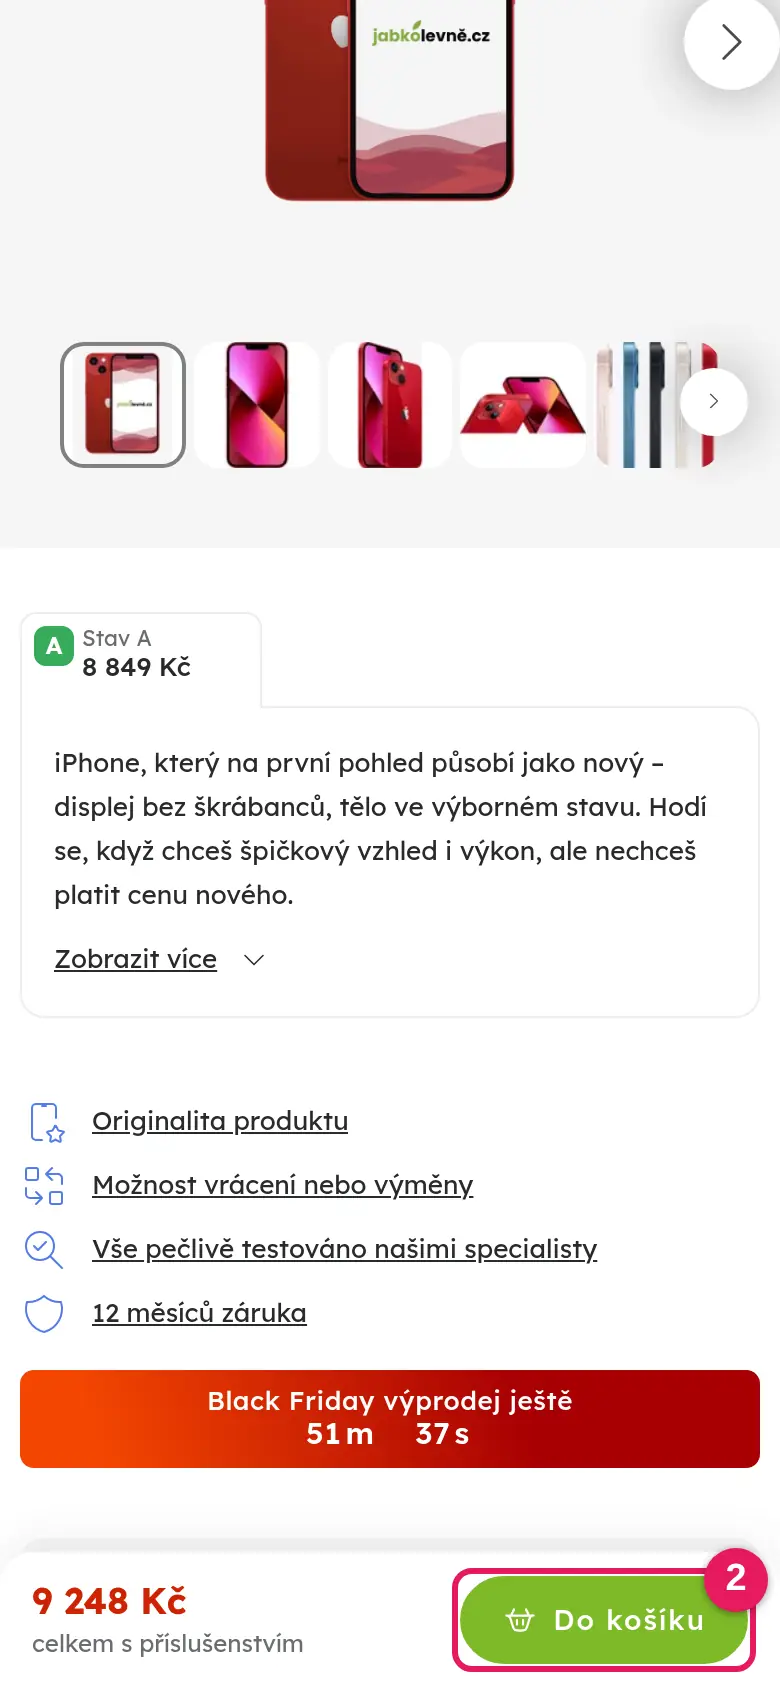 jabkolevně.cz
A
Stav A
8 849 Kč
iPhone, který na první pohled působí jako nový –
displej bez škrábanců, tělo ve výborném stavu. Hodí
se, když chceš špičkový vzhled i výkon, ale nechceš
platit cenu nového.
Zobrazit více
Originalita produktu
Možnost vrácení nebo výměny
Vše pečlivě testováno našimi specialisty
12 měsíců záruka
Black Friday výprodej ještě
51 m 37 s
9 248 Kč
celkem s příslušenstvím
Do košíku
2